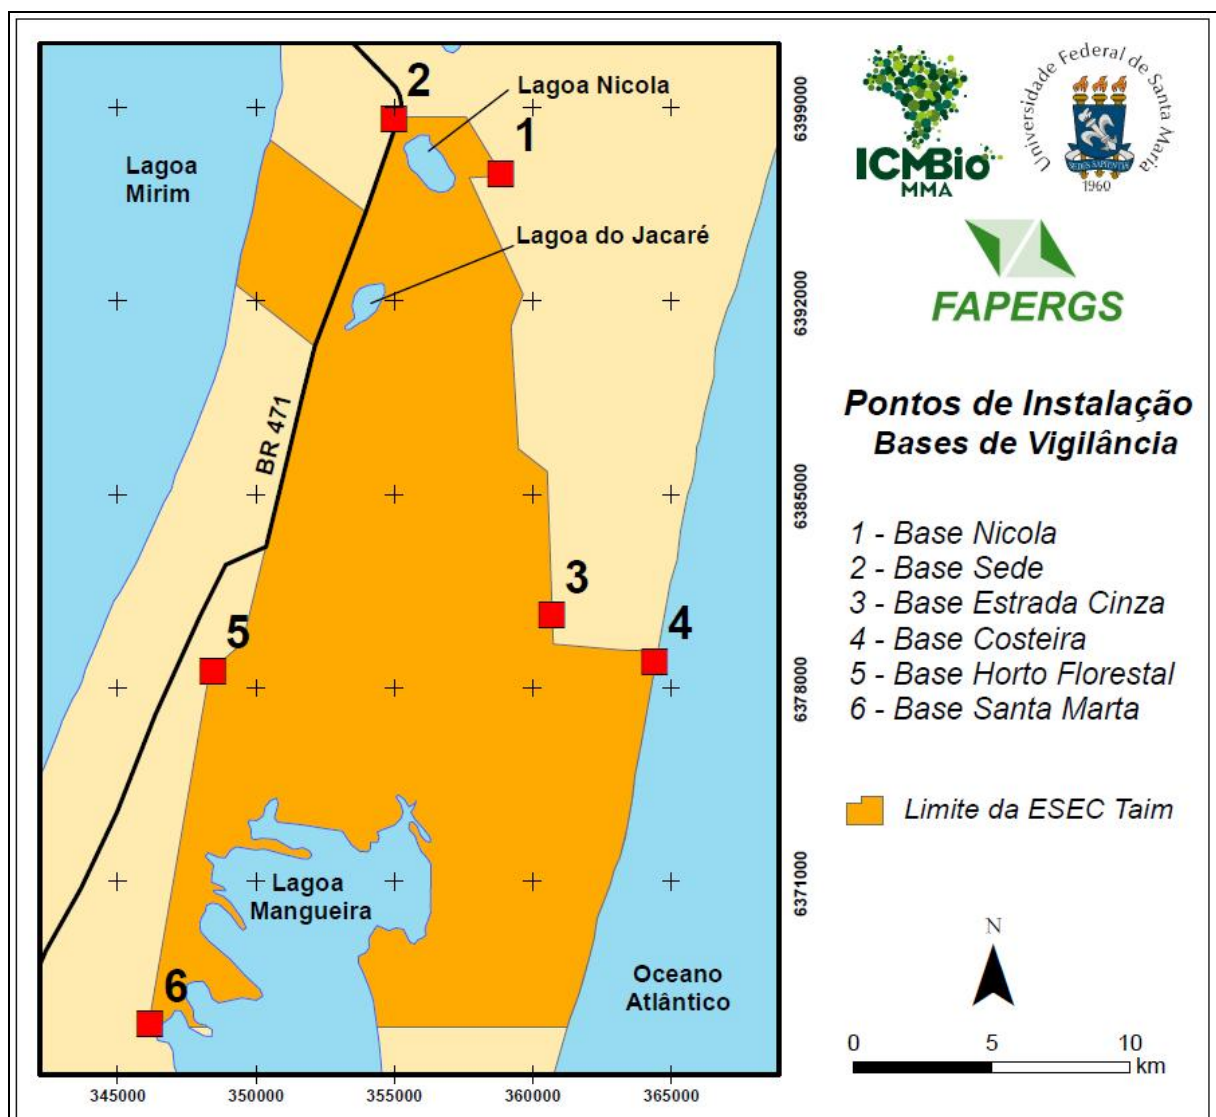 2
Lagoa Nicola
1
Lagoa
Mirim
Lagoa do Jacaré
BR 471
3
4
5
Lagoa
Mangueira
6
Oceano
Atlântico
345000
350000
355000
360000
365000
6399000
6392000
6385000
6378000
6371000
ICMBio
MMA
Universidade Federal de Santa Maria
SEDES SAPIENTIÆ
1960
FAPERGS
Pontos de Instalação
Bases de Vigilância
1 - Base Nicola
2 - Base Sede
3 - Base Estrada Cinza
4 - Base Costeira
5 - Base Horto Florestal
6 - Base Santa Marta
Limite da ESEC Taim
N
0 5 10
km